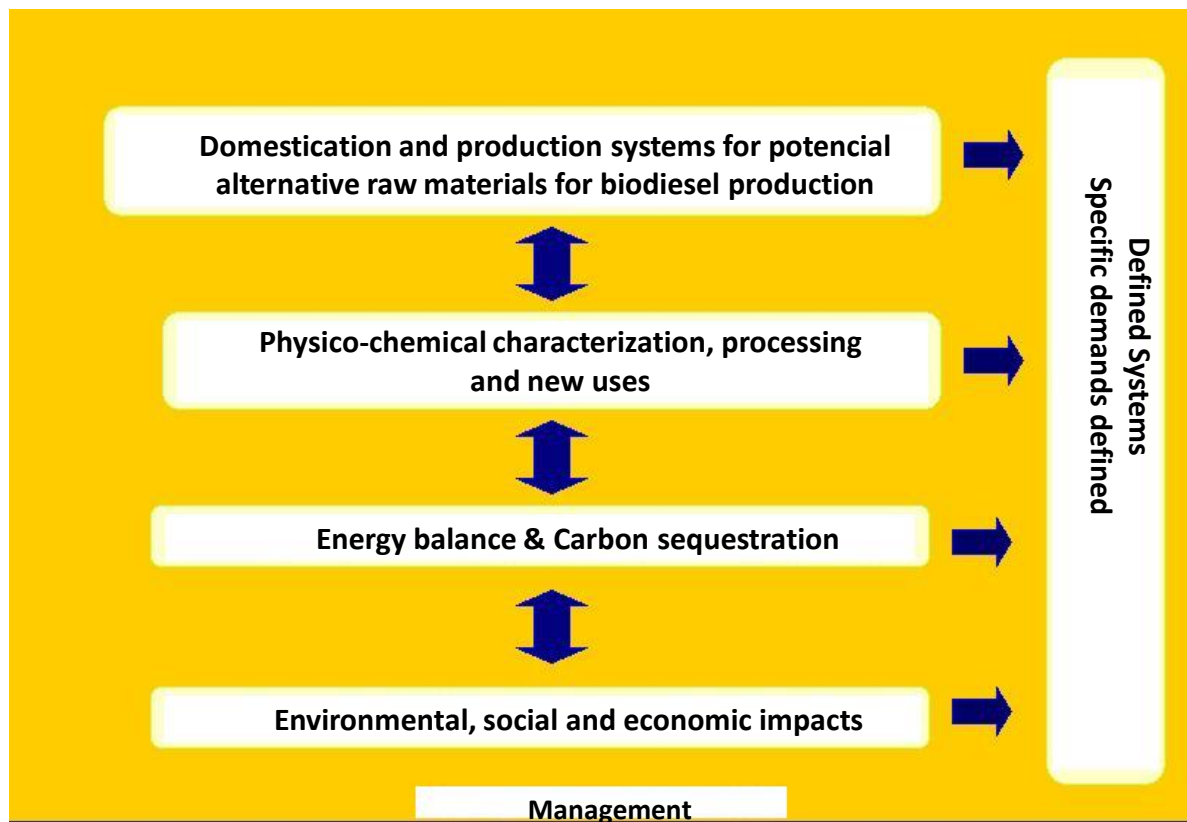 Domestication and production systems for potencial
alternative raw materials for biodiesel production
Physico-chemical characterization, processing
and new uses
Energy balance & Carbon sequestration
Environmental, social and economic impacts
Defined Systems
Specific demands defined
Management